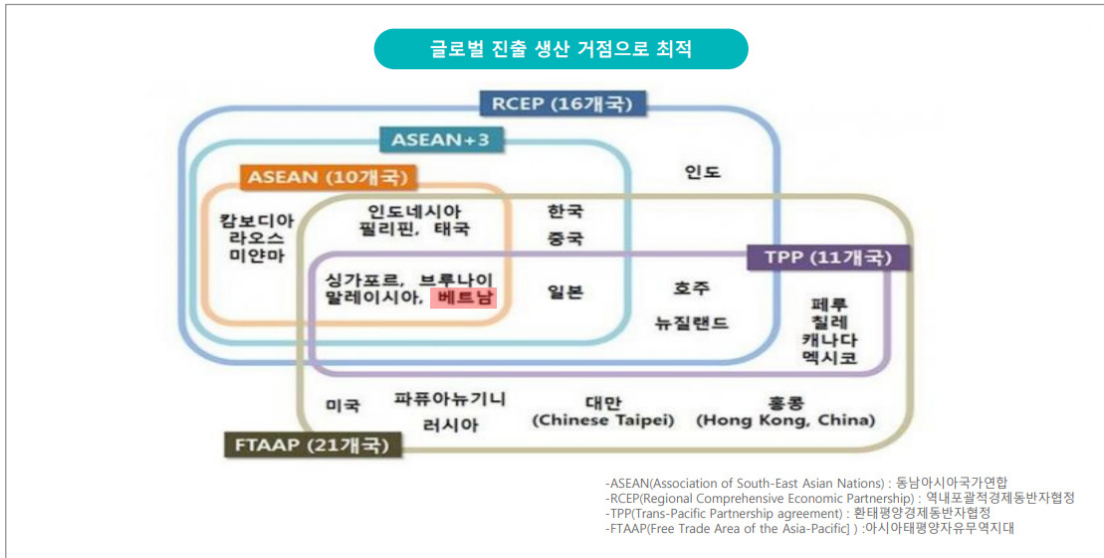 글로벌 진출 생산 거점으로 최적
RCEP (16개국)
ASEAN+3
ASEAN (10개국)
인도
캄보디아
라오스
미얀마
인도네시아
필리핀, 태국
한국
중국
TPP (11개국)
싱가포르, 브루나이
말레이시아, 베트남
일본
호주
뉴질랜드
페루
칠레
캐나다
멕시코
미국
파퓨아뉴기니
러시아
대만
(Chinese Taipei)
홍콩
(Hong Kong, China)
FTAAP (21개국)
-ASEAN(Association of South-East Asian Nations) : 동남아시아국가연합
-RCEP(Regional Comprehensive Economic Partnership) : 역내포괄적경제동반자협정
-TPP(Trans-Pacific Partnership agreement) : 환태평양경제동반자협정
-FTAAP(Free Trade Area of the Asia-Pacific] ) :아시아태평양자유무역지대